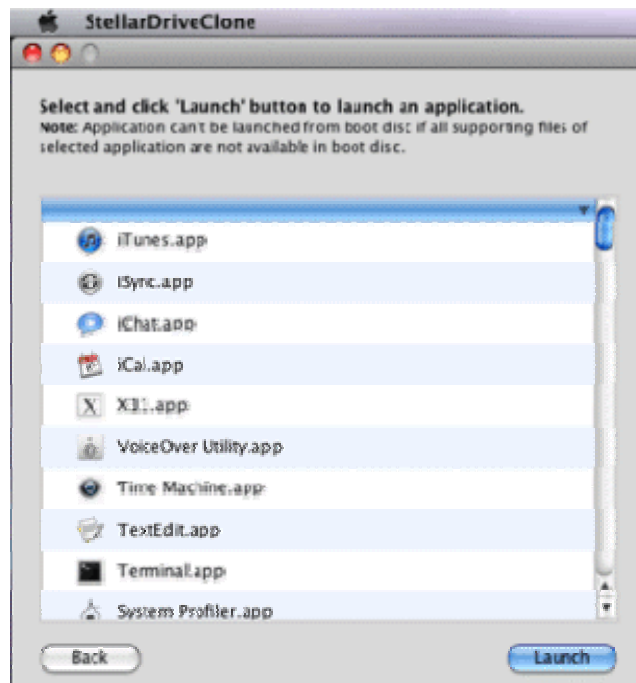 StellarDriveClone
Select and click 'Launch' button to launch an application.
Note: Application can't be launched from boot disc if all supporting files of
selected application are not available in boot disc.
iTunes.app
iSync.app
iChat.app
iCal.app
X11.app
VoiceOver Utility.app
Time Machine.app
TextEdit.app
Terminal.app
System Profiler.app
Back
Launch